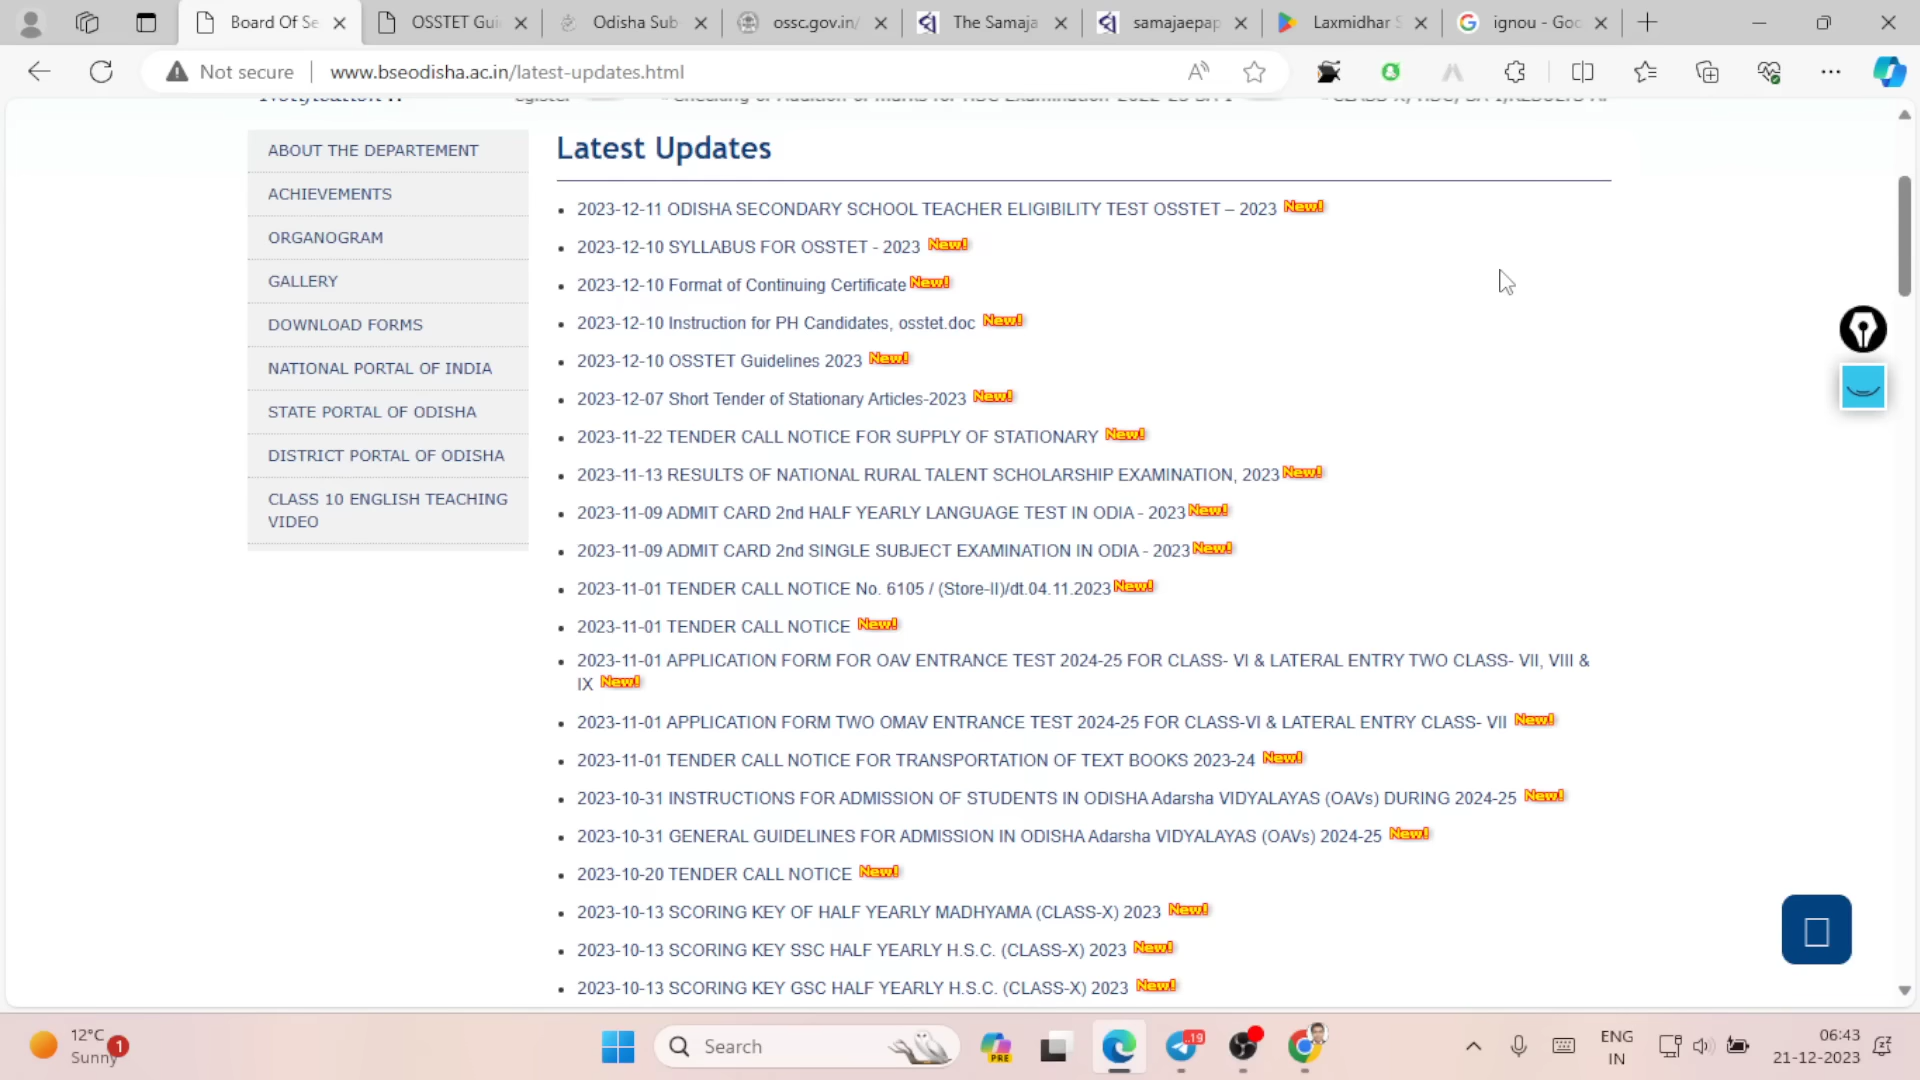 Board Of Se
OSSTET Gui
Odisha Sub
ossc.gov.in/
The Samaja
samajaepap
Laxmidhar S
ignou - Goo
Not secure
www.bseodisha.ac.in/latest-updates.html
ABOUT THE DEPARTEMENT
ACHIEVEMENTS
ORGANOGRAM
GALLERY
DOWNLOAD FORMS
NATIONAL PORTAL OF INDIA
STATE PORTAL OF ODISHA
DISTRICT PORTAL OF ODISHA
CLASS 10 ENGLISH TEACHING
VIDEO
Latest Updates
2023-12-11 ODISHA SECONDARY SCHOOL TEACHER ELIGIBILITY TEST OSSTET – 2023 New!
2023-12-10 SYLLABUS FOR OSSTET - 2023 New!
2023-12-10 Format of Continuing Certificate New!
2023-12-10 Instruction for PH Candidates, osstet.doc New!
2023-12-10 OSSTET Guidelines 2023 New!
2023-12-07 Short Tender of Stationary Articles-2023 New!
2023-11-22 TENDER CALL NOTICE FOR SUPPLY OF STATIONARY New!
2023-11-13 RESULTS OF NATIONAL RURAL TALENT SCHOLARSHIP EXAMINATION, 2023 New!
2023-11-09 ADMIT CARD 2nd HALF YEARLY LANGUAGE TEST IN ODIA - 2023 New!
2023-11-09 ADMIT CARD 2nd SINGLE SUBJECT EXAMINATION IN ODIA - 2023 New!
2023-11-01 TENDER CALL NOTICE No. 6105 / (Store-II)/dt.04.11.2023 New!
2023-11-01 TENDER CALL NOTICE New!
2023-11-01 APPLICATION FORM FOR OAV ENTRANCE TEST 2024-25 FOR CLASS- VI & LATERAL ENTRY TWO CLASS- VII, VIII &
IX New!
2023-11-01 APPLICATION FORM TWO OMAV ENTRANCE TEST 2024-25 FOR CLASS-VI & LATERAL ENTRY CLASS- VII New!
2023-11-01 TENDER CALL NOTICE FOR TRANSPORTATION OF TEXT BOOKS 2023-24 New!
2023-10-31 INSTRUCTIONS FOR ADMISSION OF STUDENTS IN ODISHA Adarsha VIDYALAYAS (OAVs) DURING 2024-25 New!
2023-10-31 GENERAL GUIDELINES FOR ADMISSION IN ODISHA Adarsha VIDYALAYAS (OAVs) 2024-25 New!
2023-10-20 TENDER CALL NOTICE New!
2023-10-13 SCORING KEY OF HALF YEARLY MADHYAMA (CLASS-X) 2023 New!
2023-10-13 SCORING KEY SSC HALF YEARLY H.S.C. (CLASS-X) 2023 New!
2023-10-13 SCORING KEY GSC HALF YEARLY H.S.C. (CLASS-X) 2023 New!
12°C
Sunny
1
Search
PRE
19
ENG
IN
06:43
21-12-2023